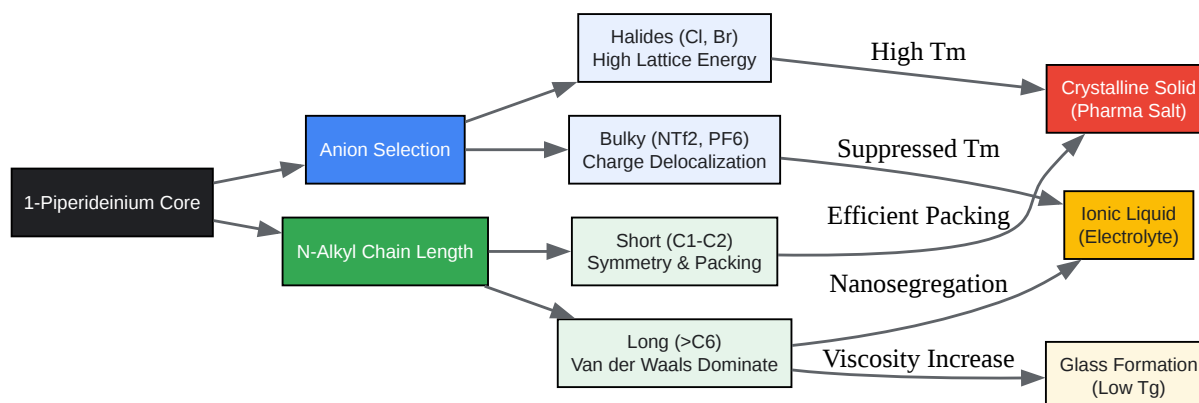 1-Piperideinium Core
Anion Selection
N-Alkyl Chain Length
Halides (Cl, Br)
High Lattice Energy
Bulky (NTf2, PF6)
Charge Delocalization
Short (C1-C2)
Symmetry & Packing
Long (>C6)
Van der Waals Dominate
High Tm
Suppressed Tm
Efficient Packing
Nanosegregation
Viscosity Increase
Crystalline Solid
(Pharma Salt)
Ionic Liquid
(Electrolyte)
Glass Formation
(Low Tg)